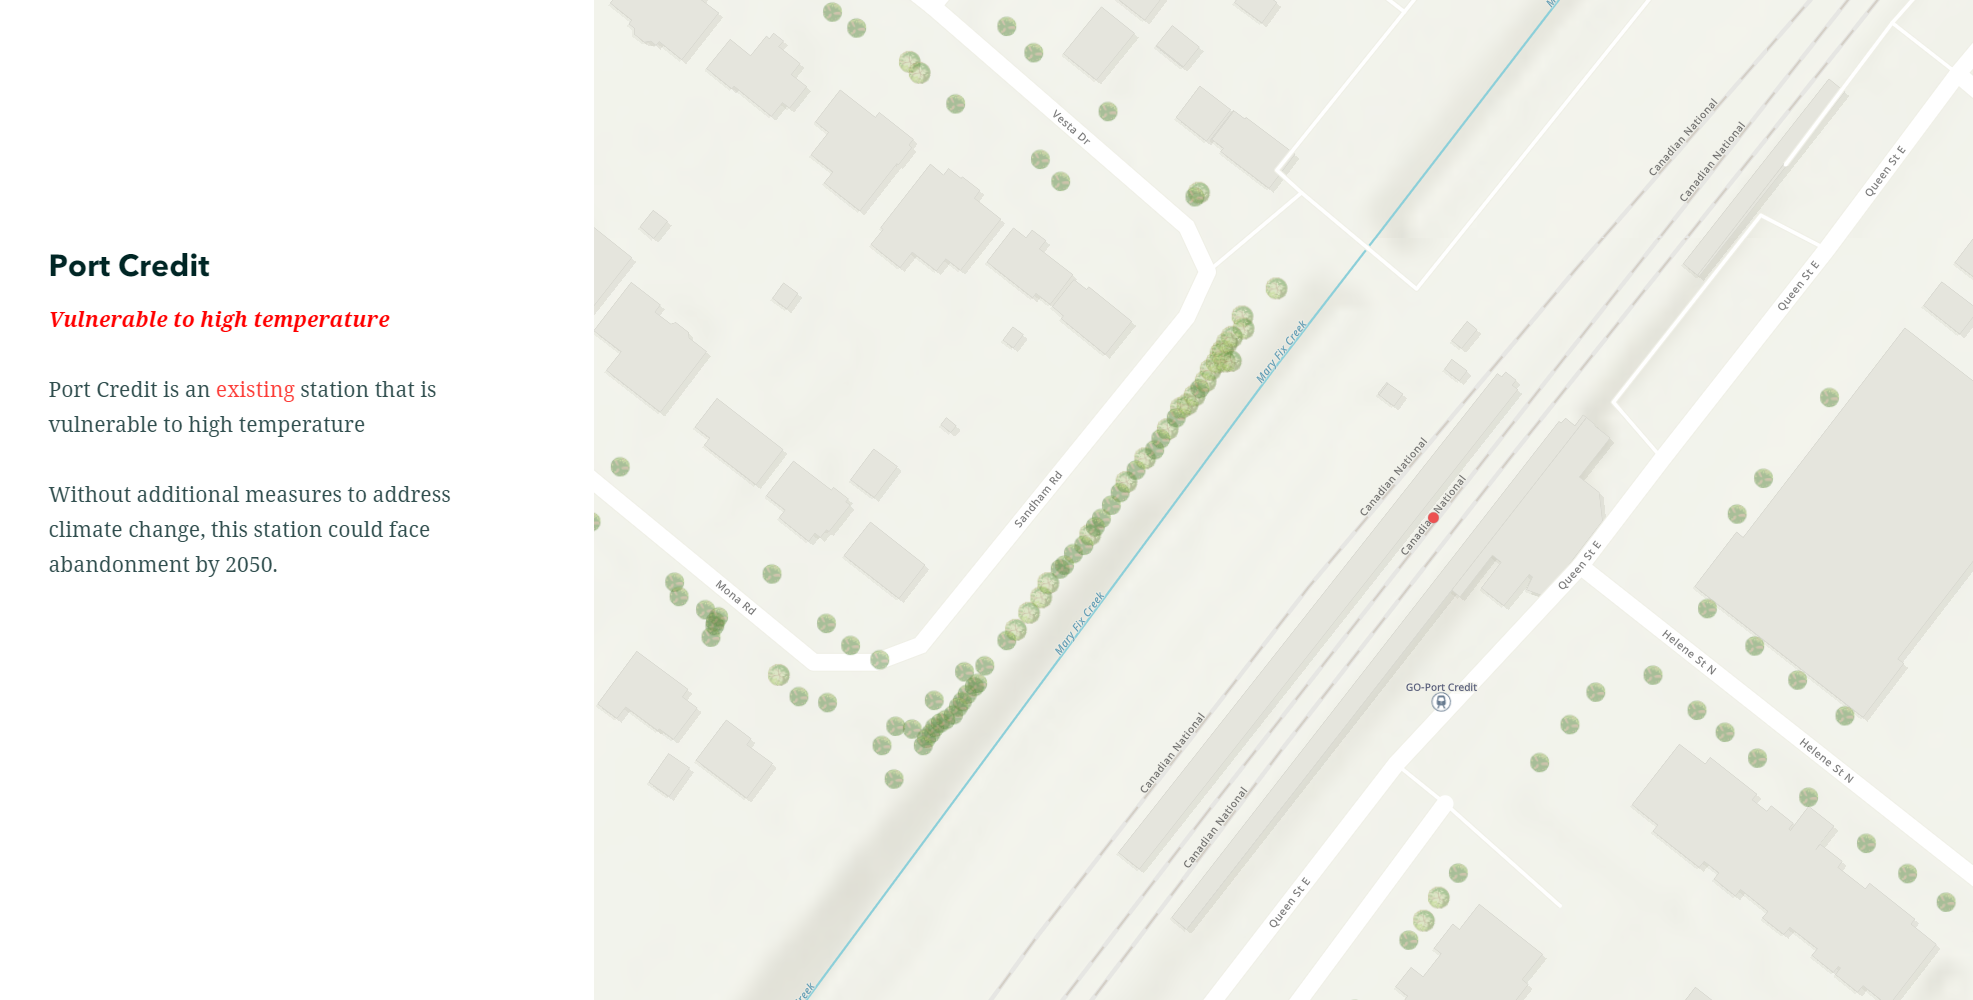 Port Credit
Vulnerable to high temperature
Port Credit is an existing station that is
vulnerable to high temperature
Without additional measures to address
climate change, this station could face
abandonment by 2050.
Vesta Dr
Canadian National
Canadian National
Queen St E
Queen St E
Mary Fix Creek
Sandham Rd
Canadian National
Canadian National
Queen St E
Mona Rd
Mary Fix Creek
Helene St N
GO-Port Credit
Canadian National
Helene St N
Canadian National
Queen St E